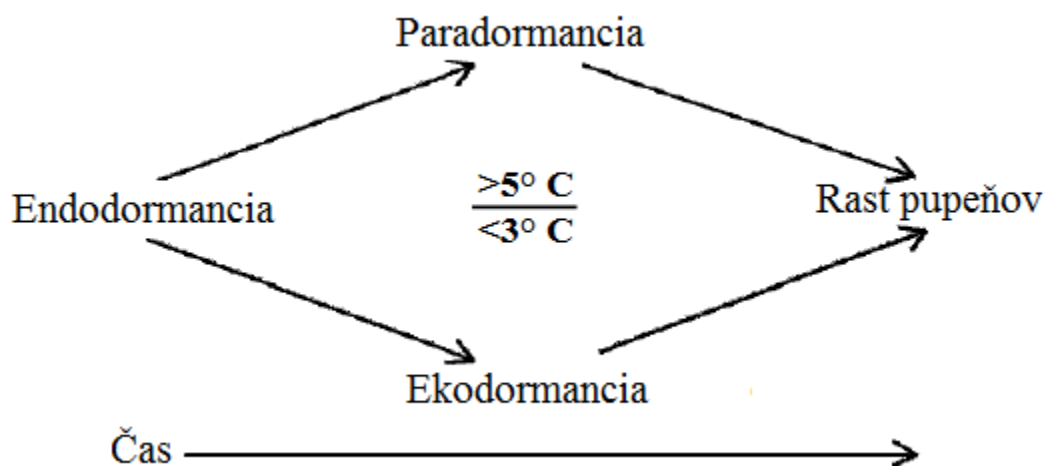 Paradormancia
>5° C
Endodormancia
Rast pupeňov
<3° C
Ekodormancia
Čas